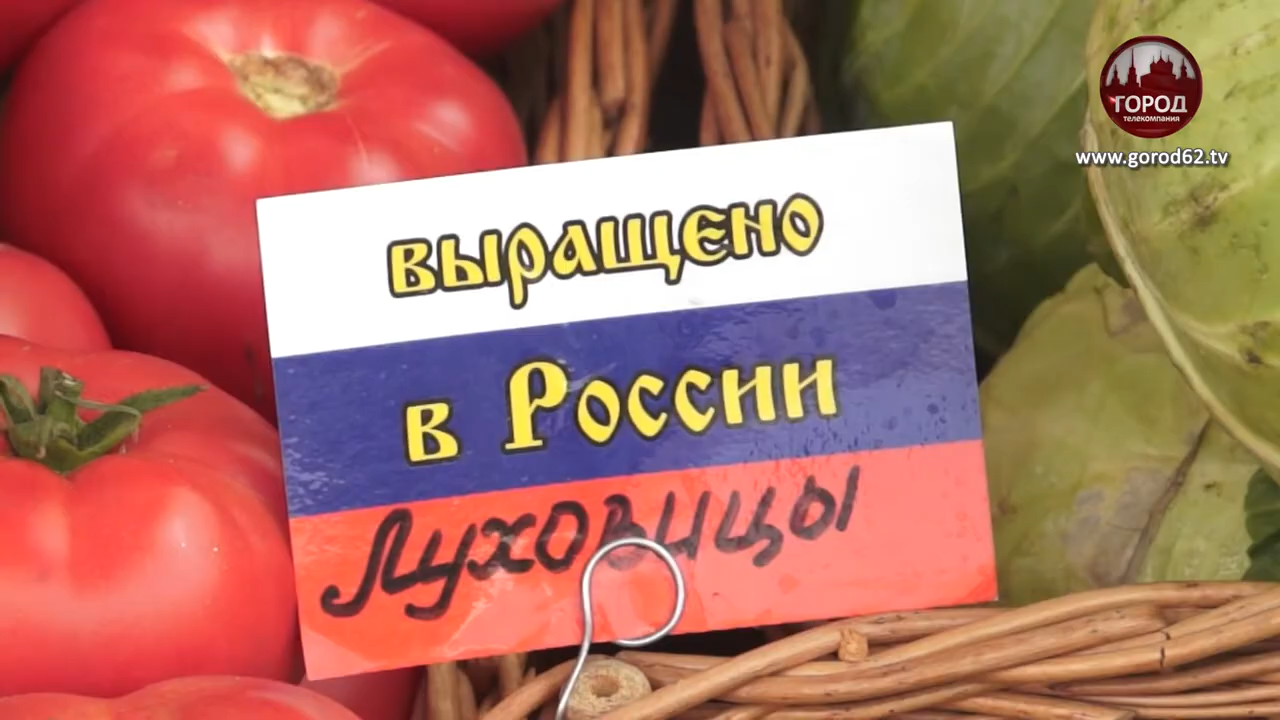 ГОРОД
телекомпания
www.gorod62.tv
выращено
в России
Луховицы